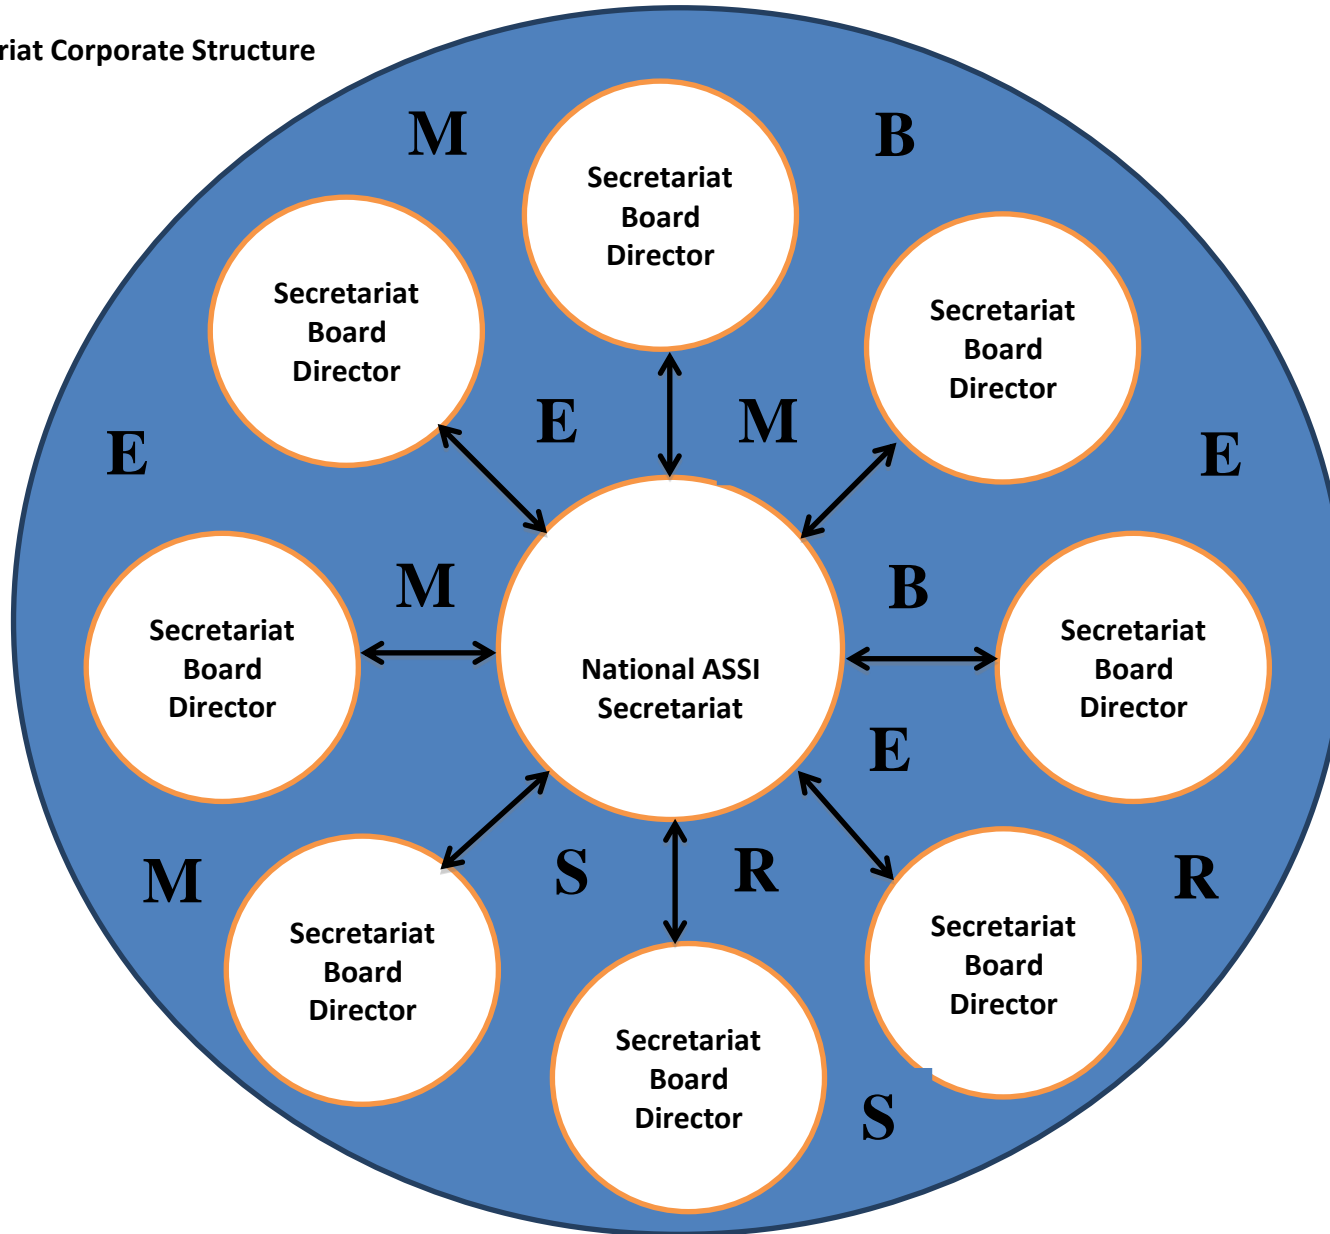 riat Corporate Structure
M
B
Secretariat
Board
Director
Secretariat
Board
Director
Secretariat
Board
Director
E
M
E
E
M
B
Secretariat
Board
Director
National ASSI
Secretariat
Secretariat
Board
Director
E
M
S
R
R
Secretariat
Board
Director
Secretariat
Board
Director
Secretariat
Board
Director
S